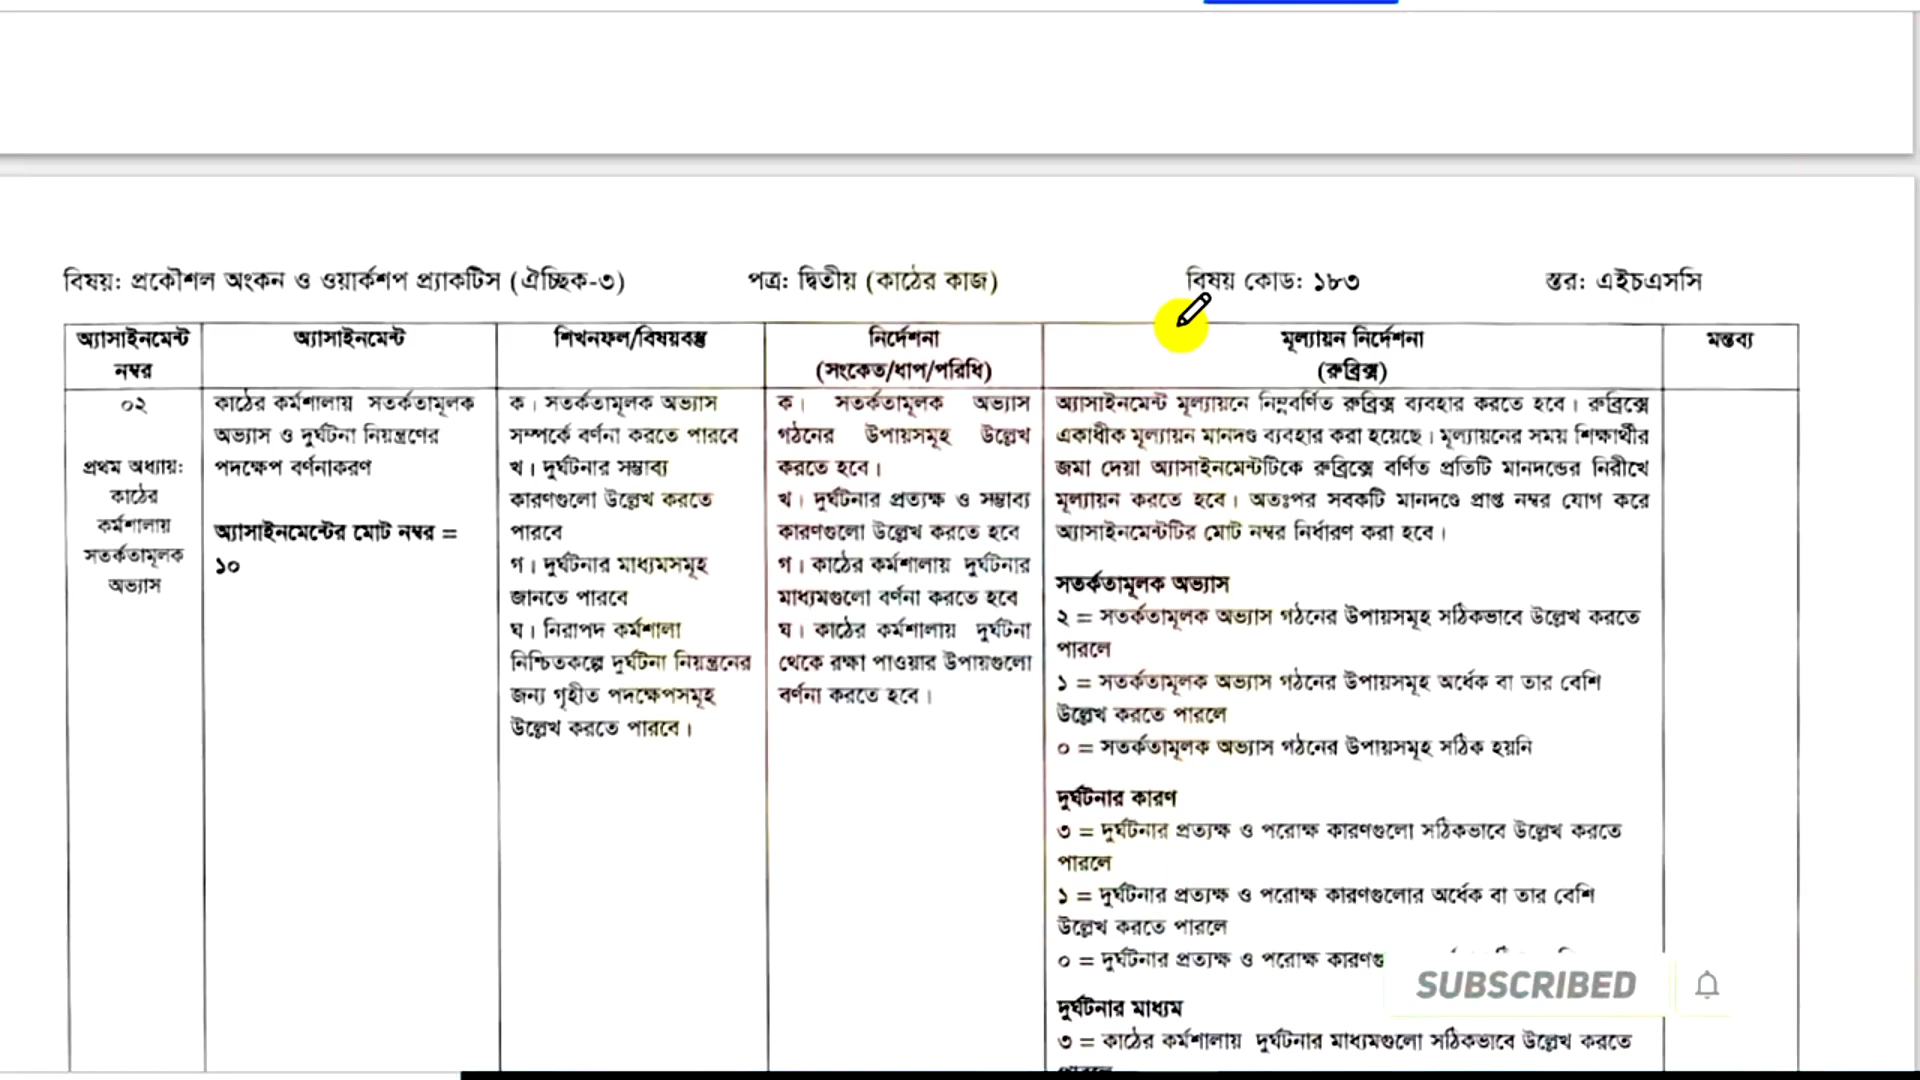 বিষয়: প্রকৌশল অংকন ও ওয়ার্কশপ প্র্যাকটিস (ঐচ্ছিক-৩) পত্র: দ্বিতীয় (কাঠের কাজ) বিষয় কোড: ১৮৩ স্তর: এইচএসসি
অ্যাসাইনমেন্ট
নম্বর
অ্যাসাইনমেন্ট
শিখনফল/বিষয়বস্তু
নির্দেশনা
(সংকেত/ধাপ/পরিধি)
মূল্যায়ন নির্দেশনা
(রুব্রিক্স)
মন্তব্য
০২
প্রথম অধ্যায়:
কাঠের
কর্মশালায়
সতর্কতামূলক
অভ্যাস
কাঠের কর্মশালায় সতর্কতামূলক
অভ্যাস ও দুর্ঘটনা নিয়ন্ত্রণের
পদক্ষেপ বর্ণনাকরণ
অ্যাসাইনমেন্টের মোট নম্বর =
১০
ক। সতর্কতামূলক অভ্যাস
সম্পর্কে বর্ণনা করতে পারবে
খ। দুর্ঘটনার সম্ভাব্য
কারণগুলো উল্লেখ করতে
পারবে
গ। দুর্ঘটনার মাধ্যমসমূহ
জানতে পারবে
ঘ। নিরাপদ কর্মশালা
নিশ্চিতকল্পে দুর্ঘটনা নিয়ন্ত্রনের
জন্য গৃহীত পদক্ষেপসমূহ
উল্লেখ করতে পারবে।
ক। সতর্কতামূলক অভ্যাস
গঠনের উপায়সমূহ উল্লেখ
করতে হবে।
খ। দুর্ঘটনার প্রত্যক্ষ ও সম্ভাব্য
কারণগুলো উল্লেখ করতে হবে
গ। কাঠের কর্মশালায় দুর্ঘটনার
মাধ্যমগুলো বর্ণনা করতে হবে
ঘ। কাঠের কর্মশালায় দুর্ঘটনা
থেকে রক্ষা পাওয়ার উপায়গুলো
বর্ণনা করতে হবে।
অ্যাসাইনমেন্ট মূল্যায়নে নিম্নবর্ণিত রুব্রিক্স ব্যবহার করতে হবে। রুব্রিক্সে
একাধীক মূল্যায়ন মানদণ্ড ব্যবহার করা হয়েছে। মূল্যায়নের সময় শিক্ষার্থীর
জমা দেয়া অ্যাসাইনমেন্টটিকে রুব্রিক্সে বর্ণিত প্রতিটি মানদন্ডের নিরীখে
মূল্যায়ন করতে হবে। অতঃপর সবকটি মানদণ্ডে প্রাপ্ত নম্বর যোগ করে
অ্যাসাইনমেন্টটির মোট নম্বর নির্ধারণ করা হবে।
সতর্কতামূলক অভ্যাস
২ = সতর্কতামূলক অভ্যাস গঠনের উপায়সমূহ সঠিকভাবে উল্লেখ করতে
পারলে
১ = সতর্কতামূলক অভ্যাস গঠনের উপায়সমূহ অর্ধেক বা তার বেশি
উল্লেখ করতে পারলে
০ = সতর্কতামূলক অভ্যাস গঠনের উপায়সমূহ সঠিক হয়নি
দুর্ঘটনার কারণ
৩ = দুর্ঘটনার প্রত্যক্ষ ও পরোক্ষ কারণগুলো সঠিকভাবে উল্লেখ করতে
পারলে
১ = দুর্ঘটনার প্রত্যক্ষ ও পরোক্ষ কারণগুলোর অর্ধেক বা তার বেশি
উল্লেখ করতে পারলে
০ = দুর্ঘটনার প্রত্যক্ষ ও পরোক্ষ
SUBSCRIBED
দুর্ঘটনার মাধ্যম
৩ = কাঠের কর্মশালায় দুর্ঘটনার মাধ্যমগুলো সঠিকভাবে উল্লেখ করতে